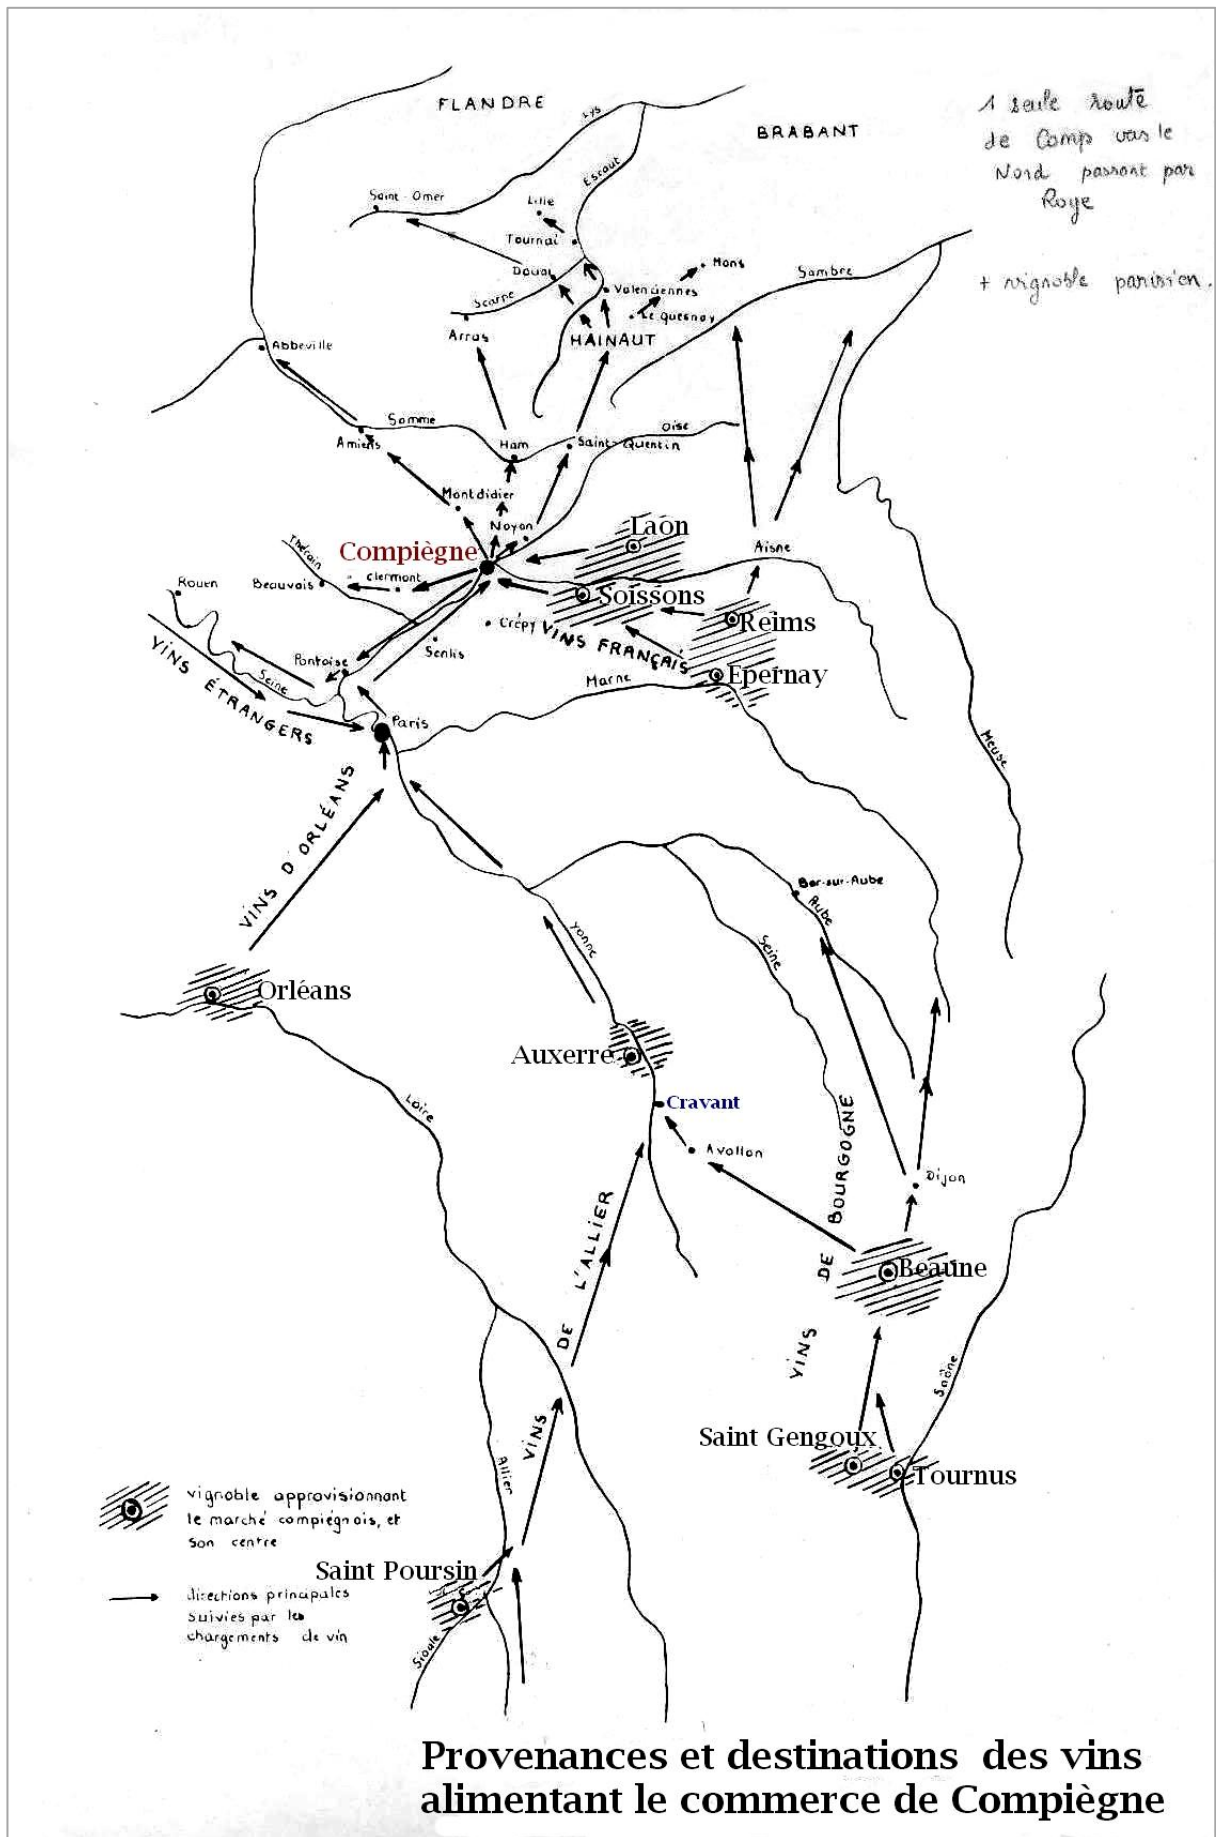 FLANDRE
Lys
BRABANT
1 seule route
de Comp vers le
Nord passant par
Roye
+ vignoble parisien.
Escaut
Saint-Omer
Lille
Tournai
Douai
Mons
Sambre
Scarpe
Valenciennes
Le Quesnoy
Arras
HAINAUT
Abbeville
Somme
Oise
Amiens
Ham
Saint-Quentin
Montdidier
Noyon
Laon
Compiègne
Aisne
Thérain
Clermont
Beauvais
Rouen
Soissons
Crépy
VINS FRANÇAIS
Reims
Senlis
Pontoise
Seine
Marne
Epernay
VINS ÉTRANGERS
Paris
Meuse
VINS D'ORLÉANS
Bar-sur-Aube
Aube
Yonne
Seine
Orléans
Auxerre
Loire
Cravant
Avallon
Dijon
VINS DE BOURGOGNE
VINS DE L'ALLIER
Beaune
Saône
Saint Gengoux
Tournus
Allier
vignoble approvisionnant
le marché compiégnois, et
son centre
Saint Poursin
directions principales
suivies par les
chargements de vin
Sioule
Provenances et destinations des vins
alimentant le commerce de Compiègne